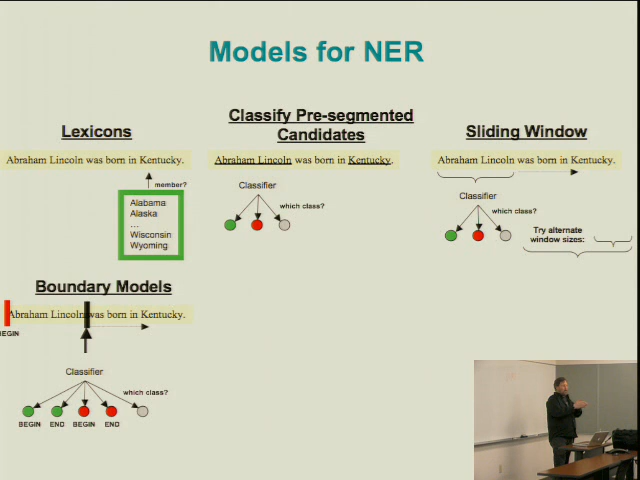 Models for NER
Lexicons
Abraham Lincoln was born in Kentucky.
member?
Alabama
Alaska
…
Wisconsin
Wyoming
Classify Pre-segmented
Candidates
Abraham Lincoln was born in Kentucky.
Classifier
which class?
Sliding Window
Abraham Lincoln was born in Kentucky.
Classifier
which class?
Try alternate
window sizes:
Boundary Models
Abraham Lincoln was born in Kentucky.
BEGIN
Classifier
which class?
BEGIN END BEGIN END